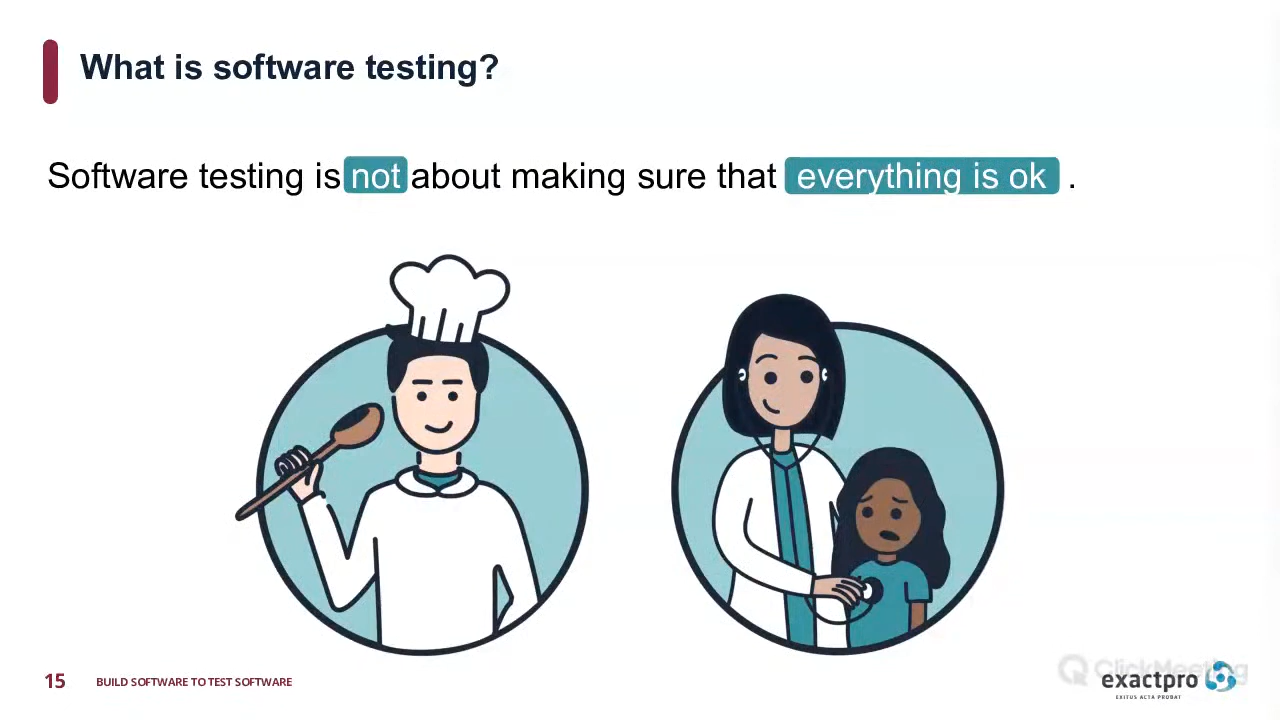 What is software testing?
Software testing is not about making sure that everything is ok .
15 BUILD SOFTWARE TO TEST SOFTWARE
ClickMeeting
exactpro
EXITUS ACTA PROBAT